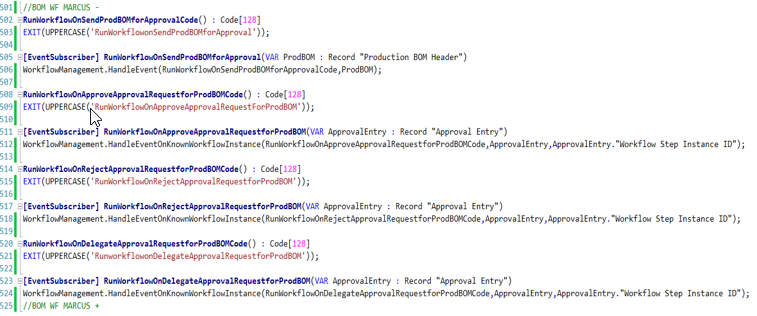 501 //BOM WF MARCUS -
502 RunWorkflowOnSendProdBOMforApprovalCode() : Code[128]
503 EXIT(UPPERCASE('RunWorkflowonSendProdBOMforApproval'));
504
505 [EventSubscriber] RunWorkflowOnSendProdBOMforApproval(VAR ProdBOM : Record "Production BOM Header")
506 WorkflowManagement.HandleEvent(RunWorkflowOnSendProdBOMforApprovalCode,ProdBOM);
507
508 RunWorkflowOnApproveApprovalRequestforProdBOMCode() : Code[128]
509 EXIT(UPPERCASE('RunWorkflowOnApproveApprovalRequestForProdBOM'));
510
511 [EventSubscriber] RunWorkflowOnApproveApprovalRequestforProdBOM(VAR ApprovalEntry : Record "Approval Entry")
512 WorkflowManagement.HandleEventOnKnownWorkflowInstance(RunWorkflowOnApproveApprovalRequestforProdBOMCode,ApprovalEntry,ApprovalEntry."Workflow Step Instance ID");
513
514 RunWorkflowOnRejectApprovalRequestforProdBOMCode() : Code[128]
515 EXIT(UPPERCASE('RunWorkflowOnRejectApprovalRequestforProdBOM'));
516
517 [EventSubscriber] RunWorkflowOnRejectApprovalRequestforProdBOM(VAR ApprovalEntry : Record "Approval Entry")
518 WorkflowManagement.HandleEventOnKnownWorkflowInstance(RunWorkflowOnRejectApprovalRequestforProdBOMCode,ApprovalEntry,ApprovalEntry."Workflow Step Instance ID");
519
520 RunWorkflowOnDelegateApprovalRequestforProdBOMCode() : Code[128]
521 EXIT(UPPERCASE('RunworkflowonDelegateApprovalRequestforProdBOM'));
522
523 [EventSubscriber] RunWorkflowOnDelegateApprovalRequestforProdBOM(VAR ApprovalEntry : Record "Approval Entry")
524 WorkflowManagement.HandleEventOnKnownWorkflowInstance(RunWorkflowOnDelegateApprovalRequestforProdBOMCode,ApprovalEntry,ApprovalEntry."Workflow Step Instance ID");
525 //BOM WF MARCUS +